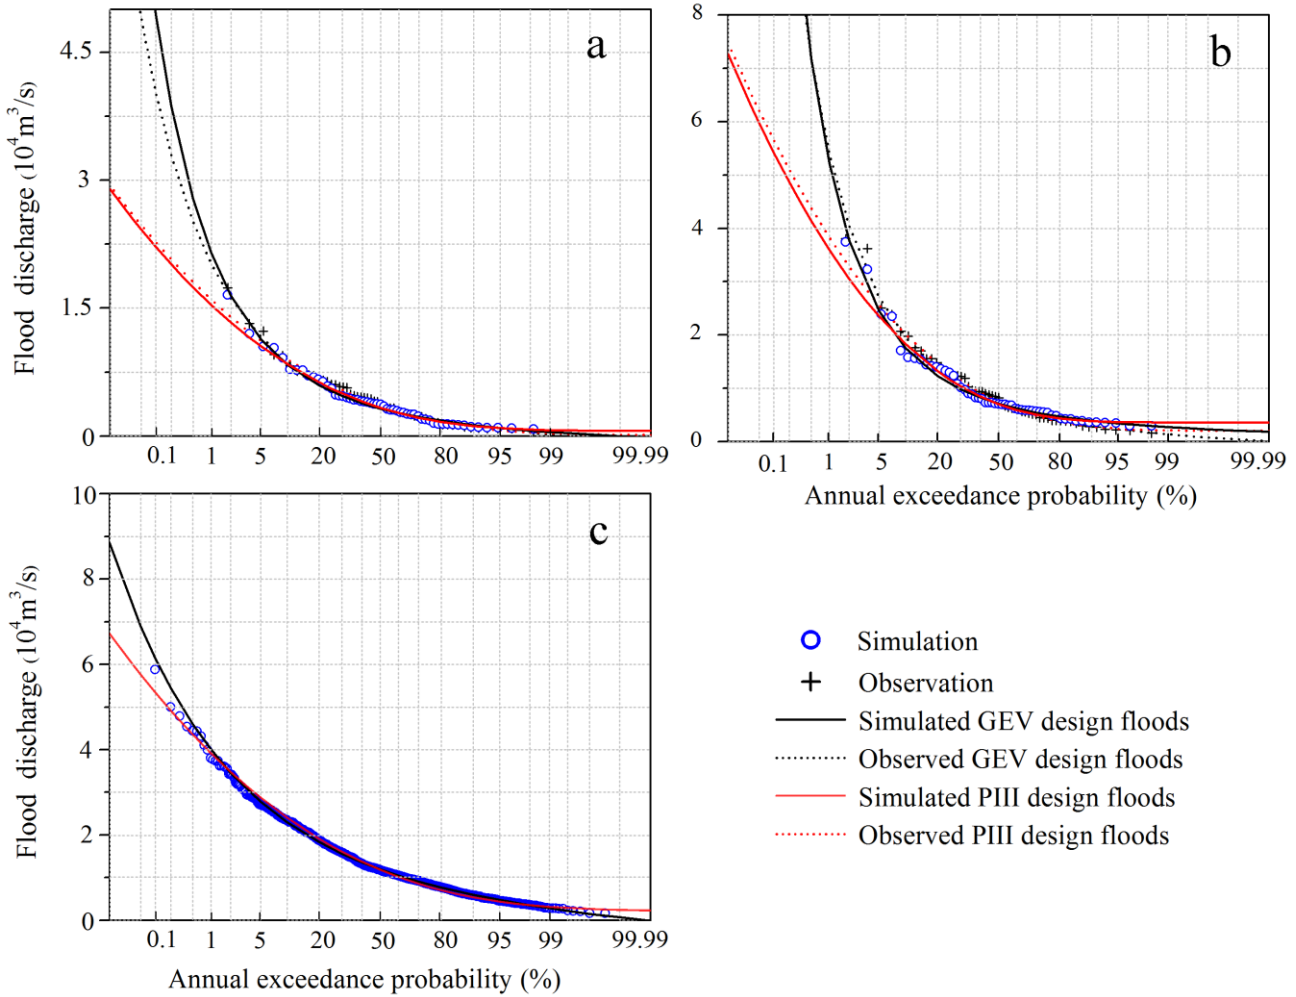 a
4.5
3
1.5
0
Flood discharge (10⁴m³/s)
0.1 1 5 20 50 80 95 99 99.99
b
8
6
4
2
0
0.1 1 5 20 50 80 95 99 99.99
Annual exceedance probability (%)
c
10
8
6
4
2
0
Flood discharge (10⁴m³/s)
0.1 1 5 20 50 80 95 99 99.99
Annual exceedance probability (%)
Simulation
Observation
Simulated GEV design floods
Observed GEV design floods
Simulated PIII design floods
Observed PIII design floods